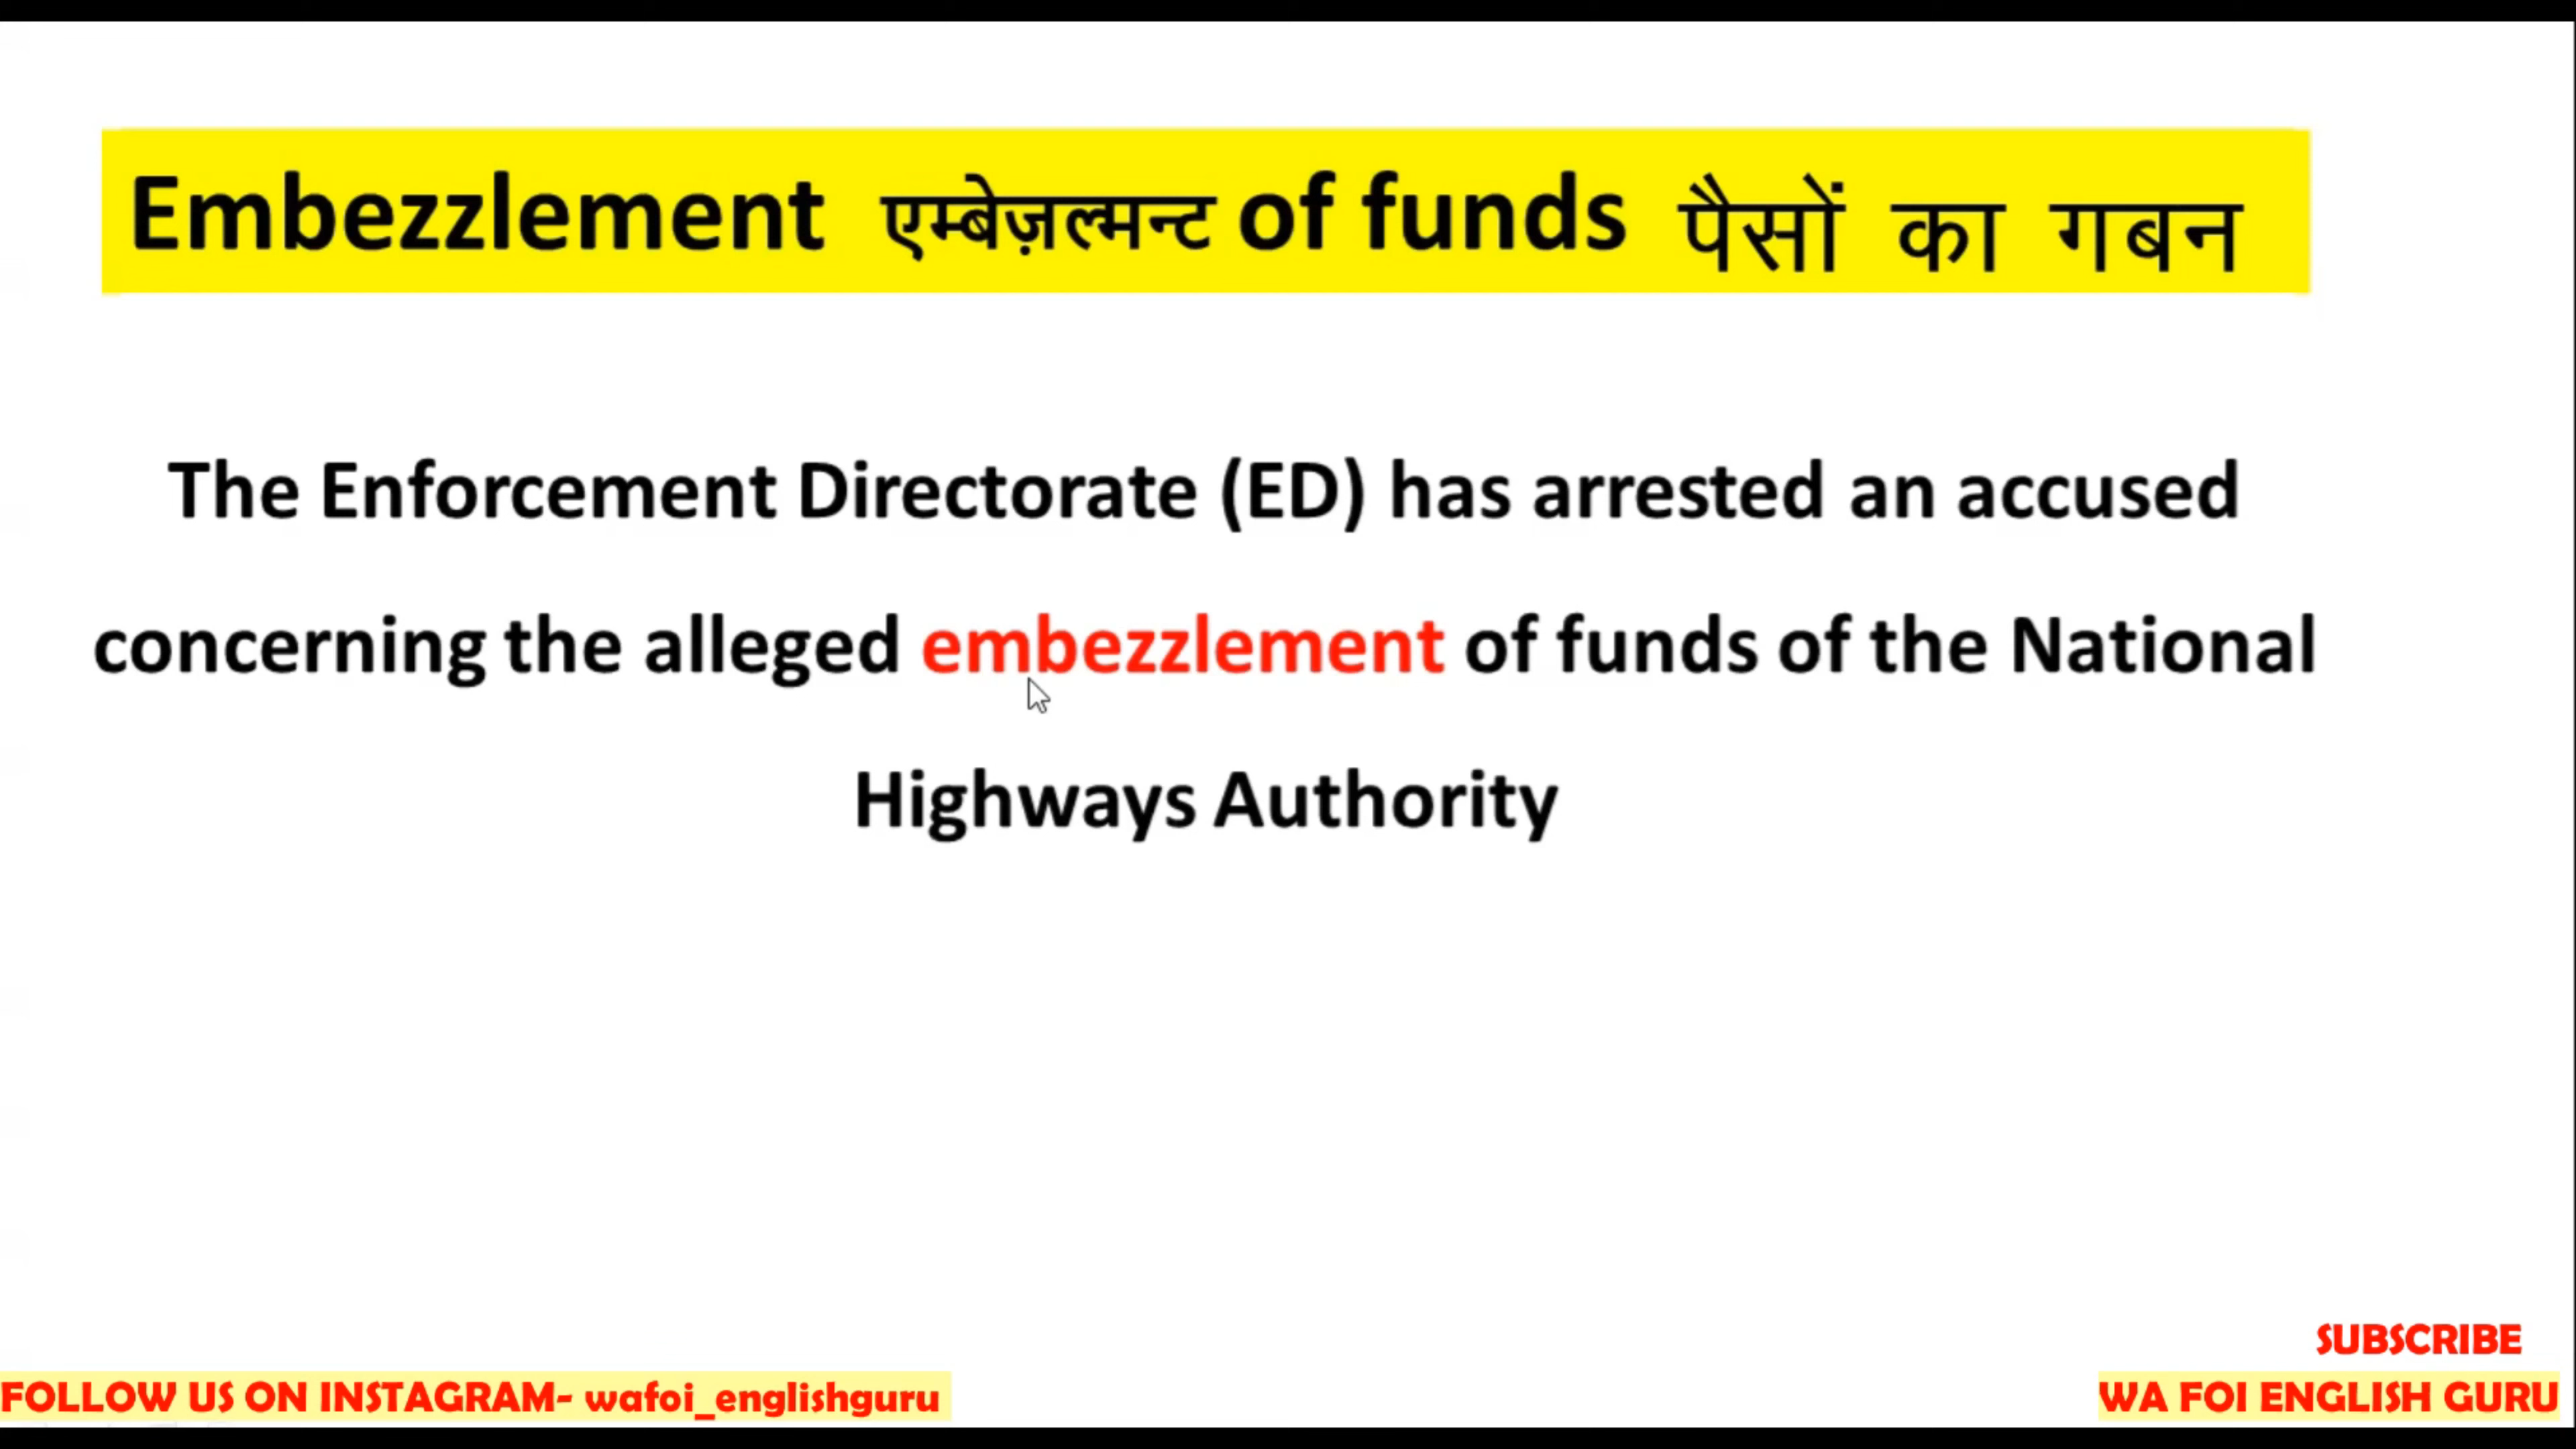 Embezzlement एम्बेज़ल्मन्ट of funds पैसों का गबन
The Enforcement Directorate (ED) has arrested an accused
concerning the alleged embezzlement of funds of the National
Highways Authority
SUBSCRIBE
FOLLOW US ON INSTAGRAM- wafoi_englishguru
WA FOI ENGLISH GURU